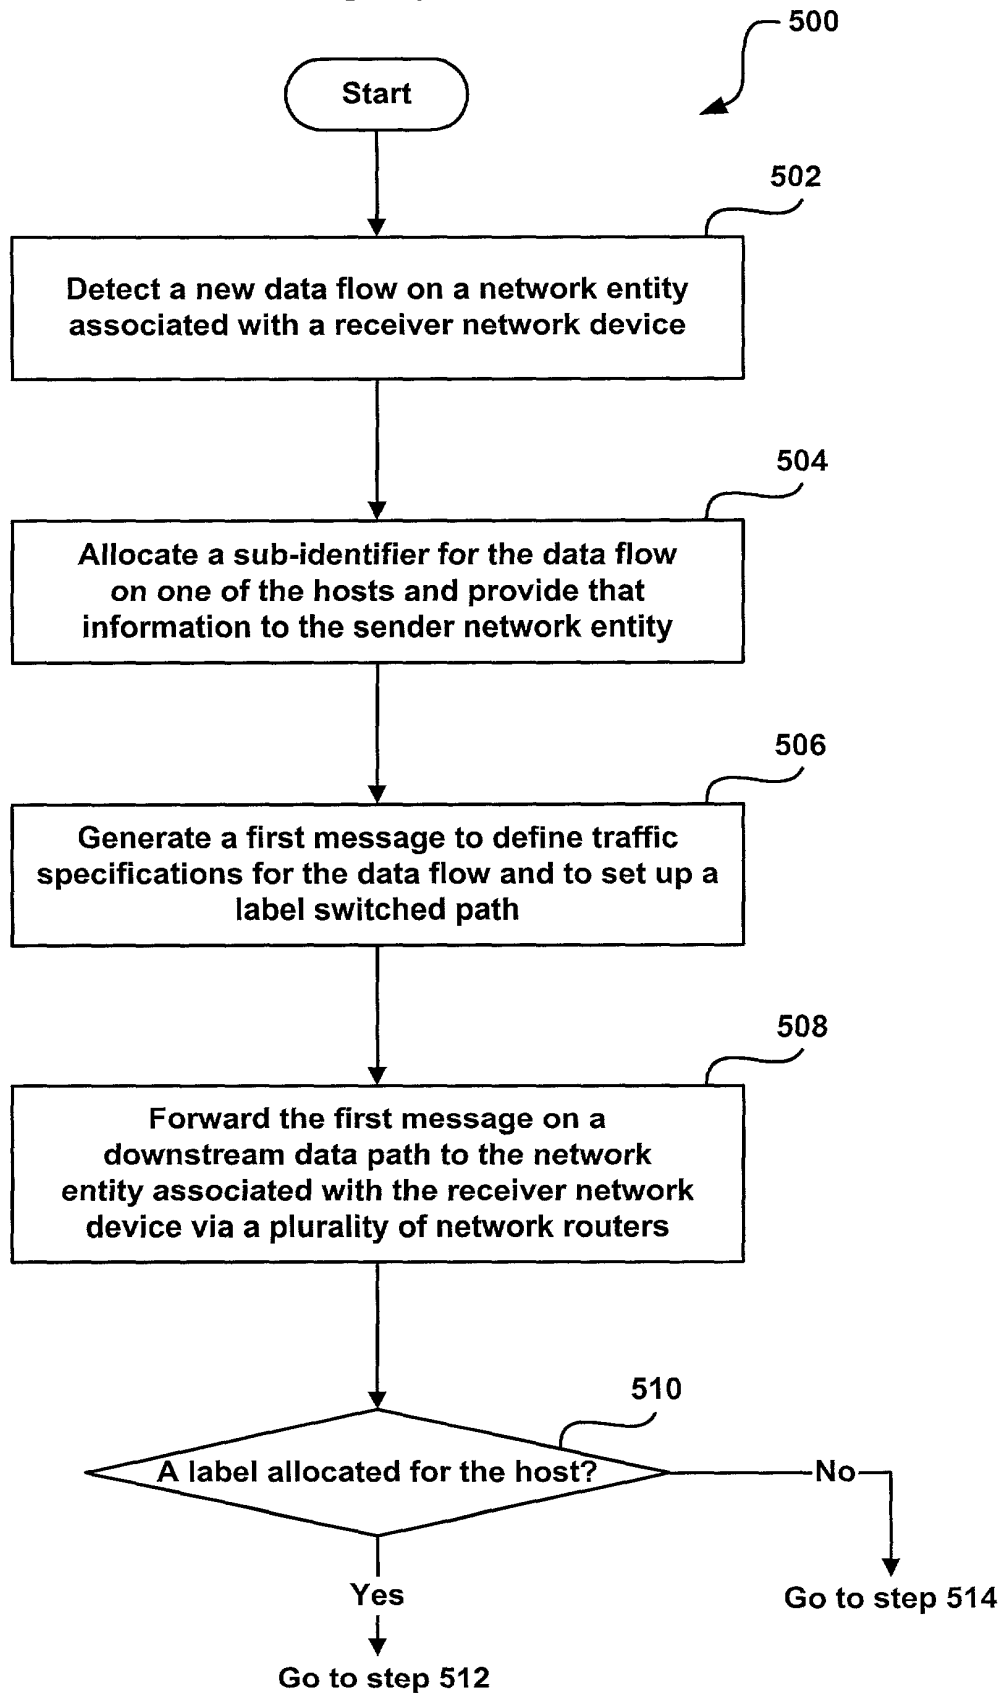 500
Start
502
Detect a new data flow on a network entity
associated with a receiver network device
504
Allocate a sub-identifier for the data flow
on one of the hosts and provide that
information to the sender network entity
506
Generate a first message to define traffic
specifications for the data flow and to set up a
label switched path
508
Forward the first message on a
downstream data path to the network
entity associated with the receiver network
device via a plurality of network routers
510
A label allocated for the host?
No
Yes
Go to step 514
Go to step 512